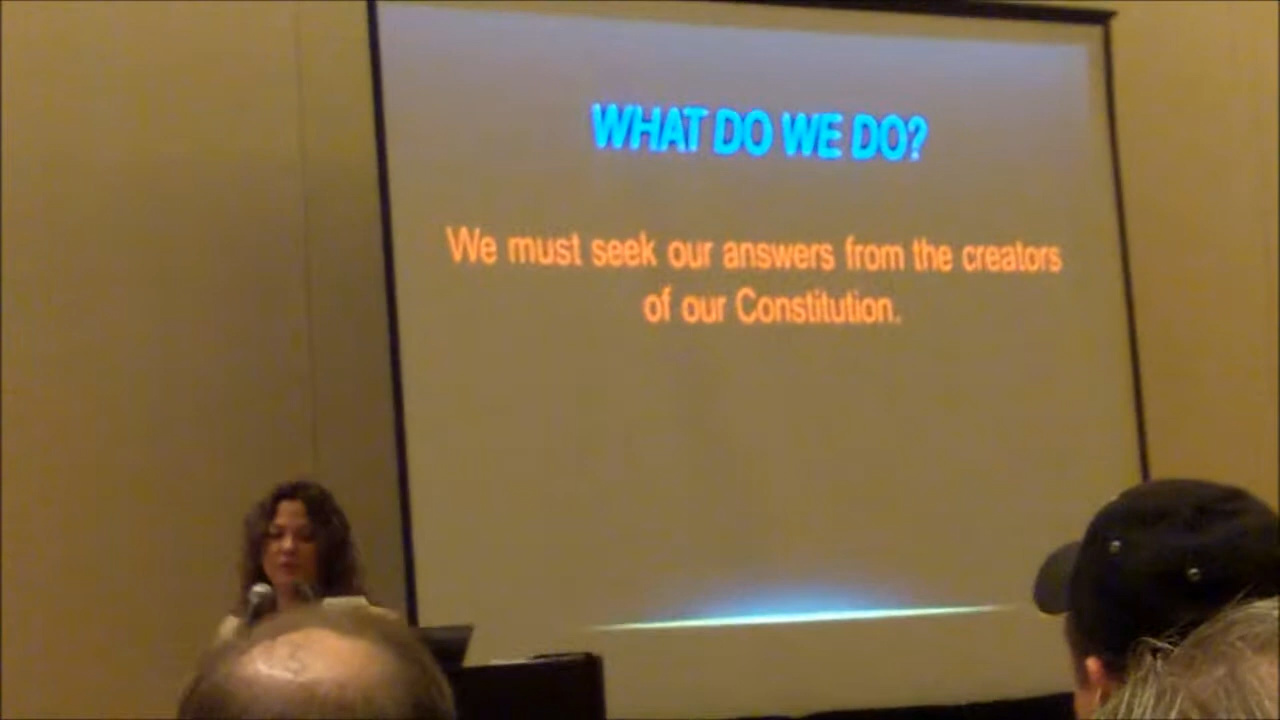 WHAT DO WE DO?
We must seek our answers from the creators
of our Constitution.